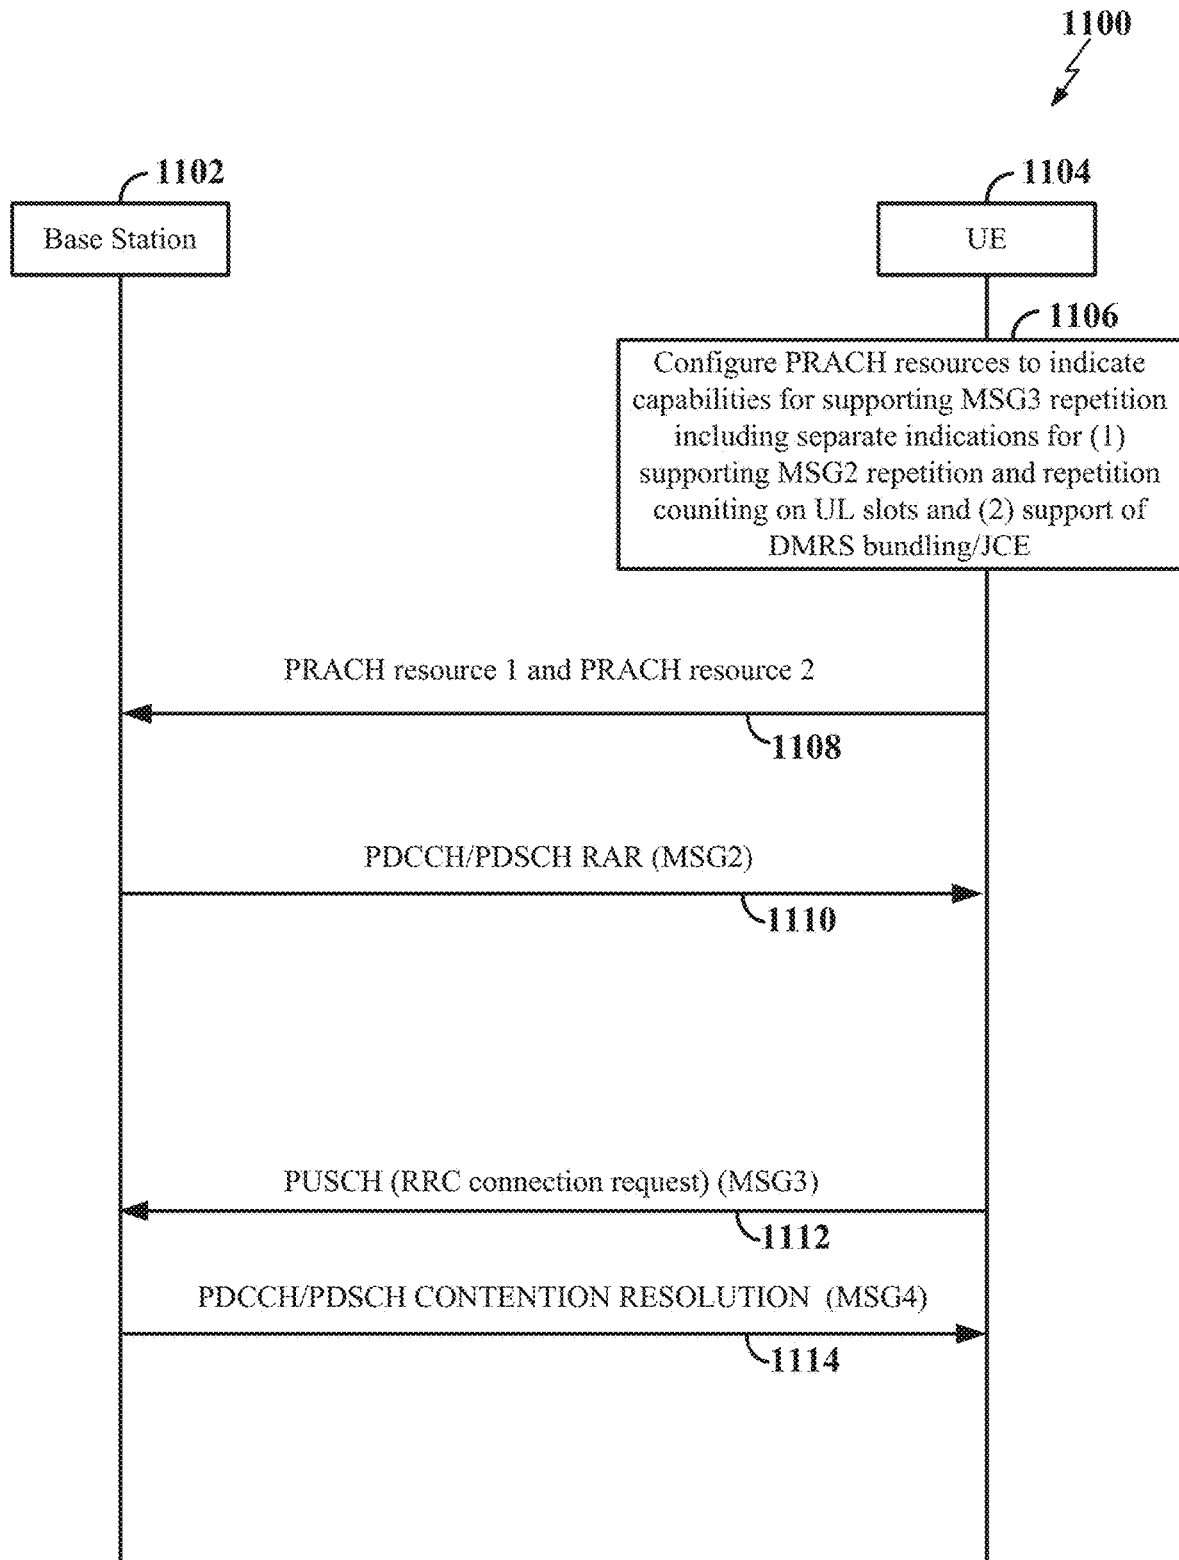 1100
1102
1104
Base Station
UE
1106
Configure PRACH resources to indicate
capabilities for supporting MSG3 repetition
including separate indications for (1)
supporting MSG2 repetition and repetition
couniting on UL slots and (2) support of
DMRS bundling/JCE
PRACH resource 1 and PRACH resource 2
1108
PDCCH/PDSCH RAR (MSG2)
1110
PUSCH (RRC connection request) (MSG3)
1112
PDCCH/PDSCH CONTENTION RESOLUTION (MSG4)
1114